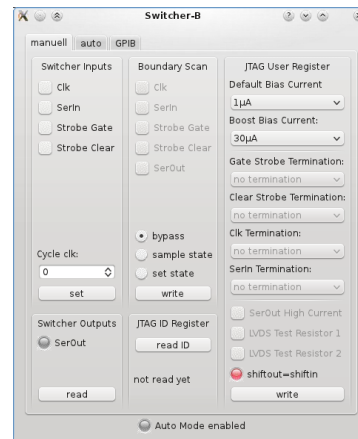 Switcher-B
manuell auto GPIB
Switcher Inputs
Clk
SerIn
Strobe Gate
Strobe Clear
Cycle clk:
0
set
Switcher Outputs
SerOut
read
Boundary Scan
Clk
SerIn
Strobe Gate
Strobe Clear
SerOut
bypass
sample state
set state
write
JTAG ID Register
read ID
not read yet
JTAG User Register
Default Bias Current
1µA
Boost Bias Current:
30µA
Gate Strobe Termination:
no termination
Clear Strobe Termination:
no termination
Clk Termination:
no termination
SerIn Termination:
no termination
SerOut High Current
LVDS Test Resistor 1
LVDS Test Resistor 2
shiftout=shiftin
write
Auto Mode enabled